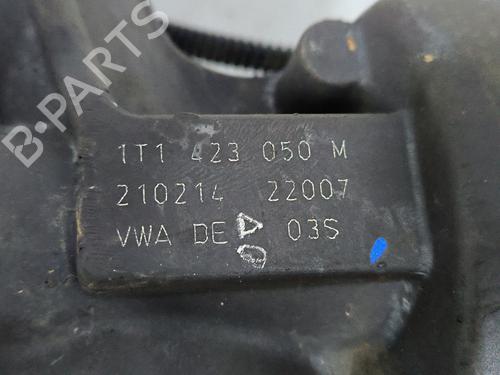 B-PARTS
1T1 423 050 M
210214 22007
VWA DE 03S